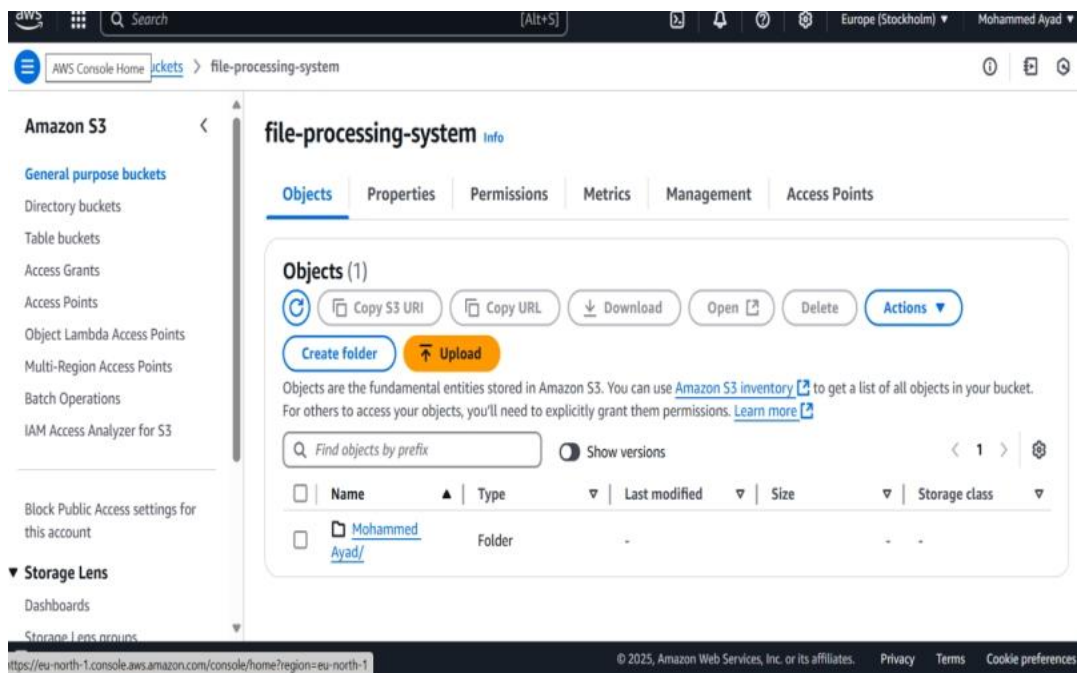 aws
Search
[Alt+S]
Europe (Stockholm) ▼
Mohammed Ayad ▼
AWS Console Home
uckets > file-processing-system
Amazon S3
General purpose buckets
Directory buckets
Table buckets
Access Grants
Access Points
Object Lambda Access Points
Multi-Region Access Points
Batch Operations
IAM Access Analyzer for S3
Block Public Access settings for
this account
▼ Storage Lens
Dashboards
Storage Lens groups
file-processing-system Info
Objects
Properties
Permissions
Metrics
Management
Access Points
Objects (1)
Copy S3 URI
Copy URL
Download
Open
Delete
Actions ▼
Create folder
Upload
Objects are the fundamental entities stored in Amazon S3. You can use Amazon S3 inventory to get a list of all objects in your bucket.
For others to access your objects, you'll need to explicitly grant them permissions. Learn more
Find objects by prefix
Show versions
< 1 >
Name
Type
Last modified
Size
Storage class
Mohammed
Ayad/
Folder
-
-
-
ttps://eu-north-1.console.aws.amazon.com/console/home?region=eu-north-1
© 2025, Amazon Web Services, Inc. or its affiliates.
Privacy
Terms
Cookie preferences